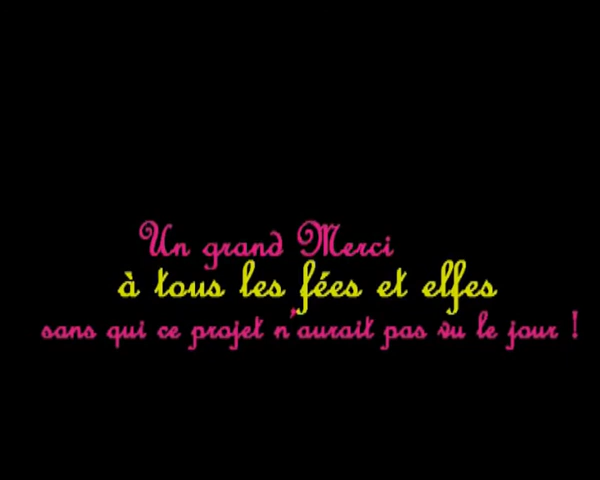 Un grand Merci
à tous les fées et elfes
sans qui ce projet n'aurait pas vu le jour !